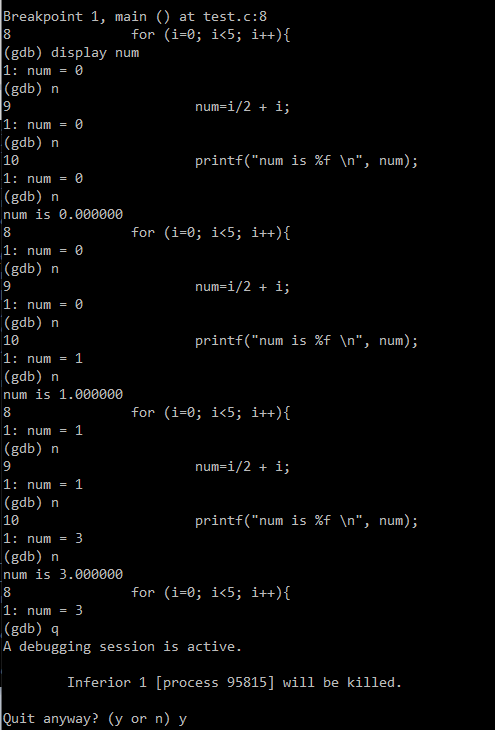 Breakpoint 1, main () at test.c:8
8               for (i=0; i<5; i++){
(gdb) display num
1: num = 0
(gdb) n
9                       num=i/2 + i;
1: num = 0
(gdb) n
10                      printf("num is %f \n", num);
1: num = 0
(gdb) n
num is 0.000000
8               for (i=0; i<5; i++){
1: num = 0
(gdb) n
9                       num=i/2 + i;
1: num = 0
(gdb) n
10                      printf("num is %f \n", num);
1: num = 1
(gdb) n
num is 1.000000
8               for (i=0; i<5; i++){
1: num = 1
(gdb) n
9                       num=i/2 + i;
1: num = 1
(gdb) n
10                      printf("num is %f \n", num);
1: num = 3
(gdb) n
num is 3.000000
8               for (i=0; i<5; i++){
1: num = 3
(gdb) q
A debugging session is active.
        Inferior 1 [process 95815] will be killed.
Quit anyway? (y or n) y